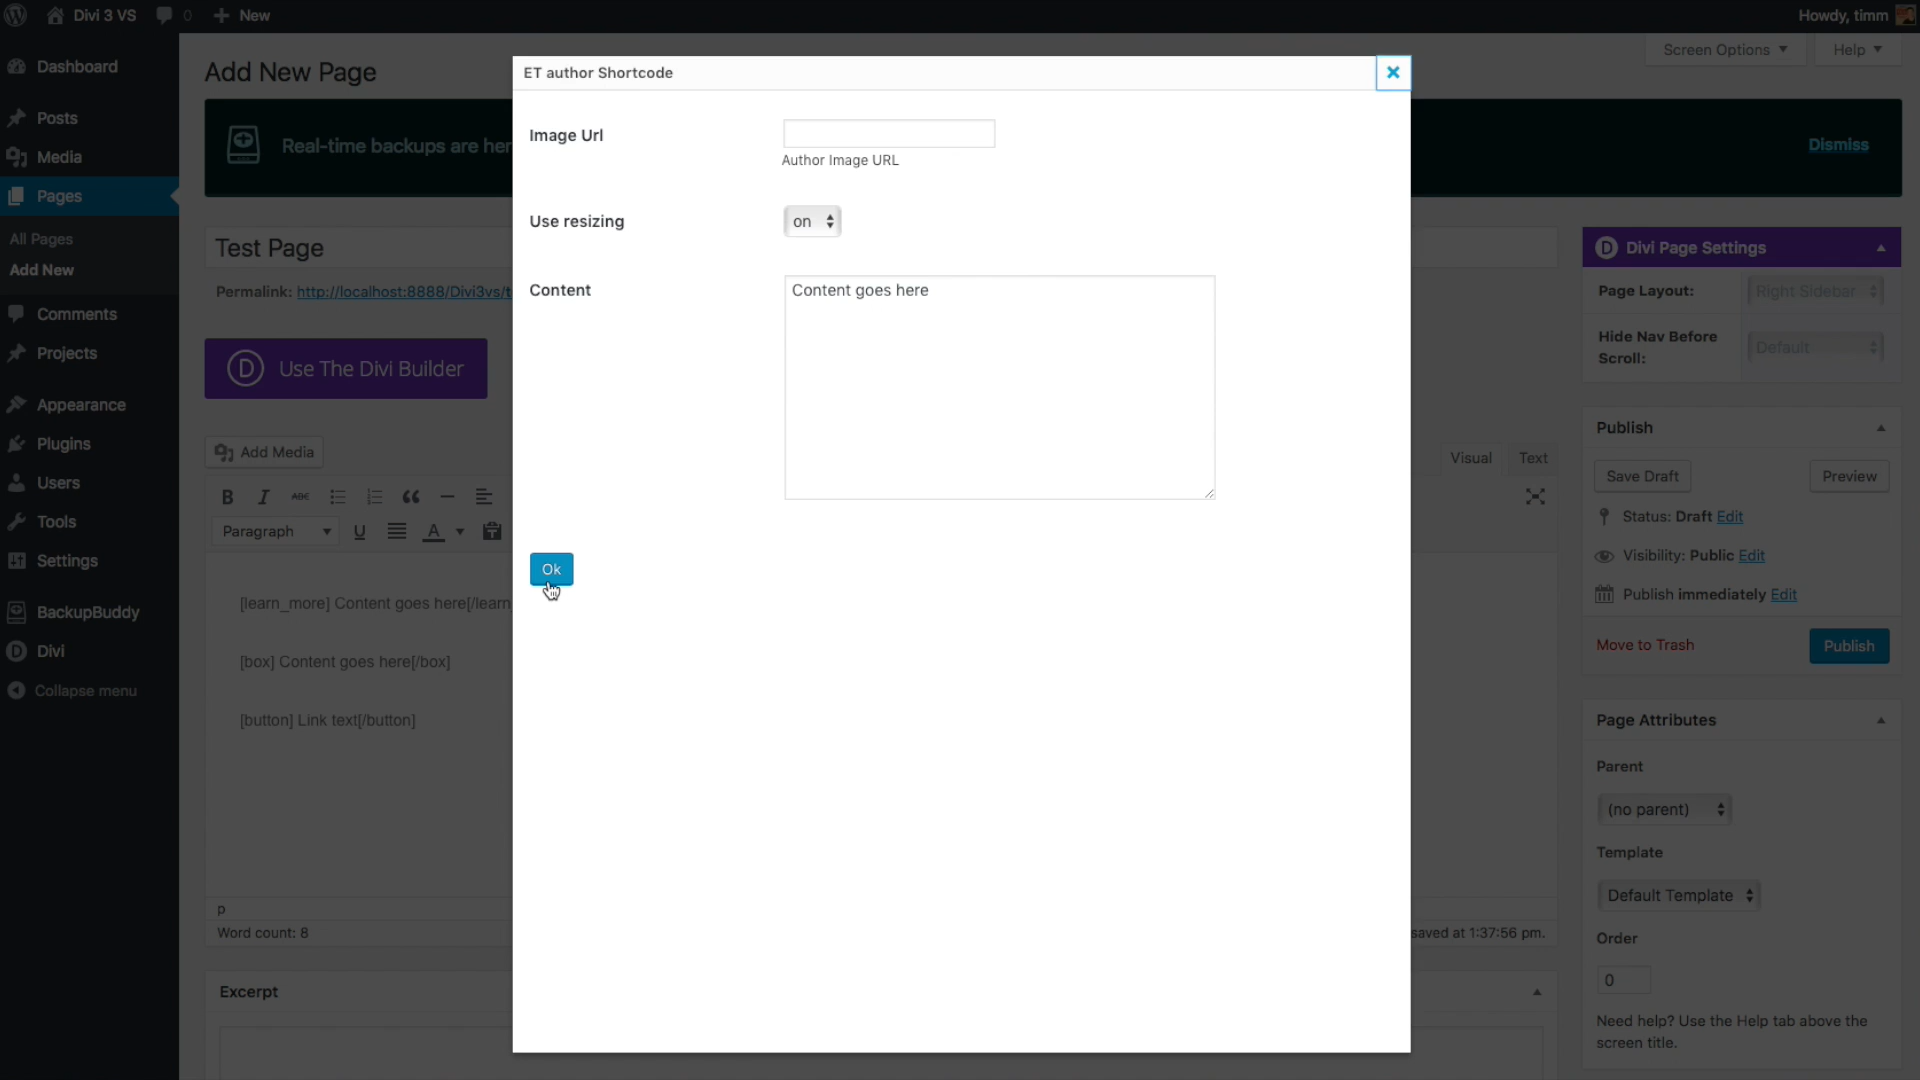 Divi 3 VS
0
New
Howdy, timm
Dashboard
Posts
Media
Pages
All Pages
Add New
Comments
Projects
Appearance
Plugins
Users
Tools
Settings
BackupBuddy
Divi
Collapse menu
Screen Options
Help
Add New Page
Real-time backups are her
Dismiss
Test Page
Permalink: http://localhost:8888/Divi3vs/t
D Use The Divi Builder
Add Media
Visual
Text
B I ABC
Paragraph
U A
[learn_more] Content goes here[/learn
[box] Content goes here[/box]
[button] Link text[/button]
p
Word count: 8
saved at 1:37:56 pm.
Excerpt
ET author Shortcode
Image Url
Author Image URL
Use resizing
on
Content
Content goes here
Ok
D Divi Page Settings
Page Layout:
Right Sidebar
Hide Nav Before
Scroll:
Default
Publish
Save Draft
Preview
Status: Draft Edit
Visibility: Public Edit
Publish immediately Edit
Move to Trash
Publish
Page Attributes
Parent
(no parent)
Template
Default Template
Order
0
Need help? Use the Help tab above the
screen title.